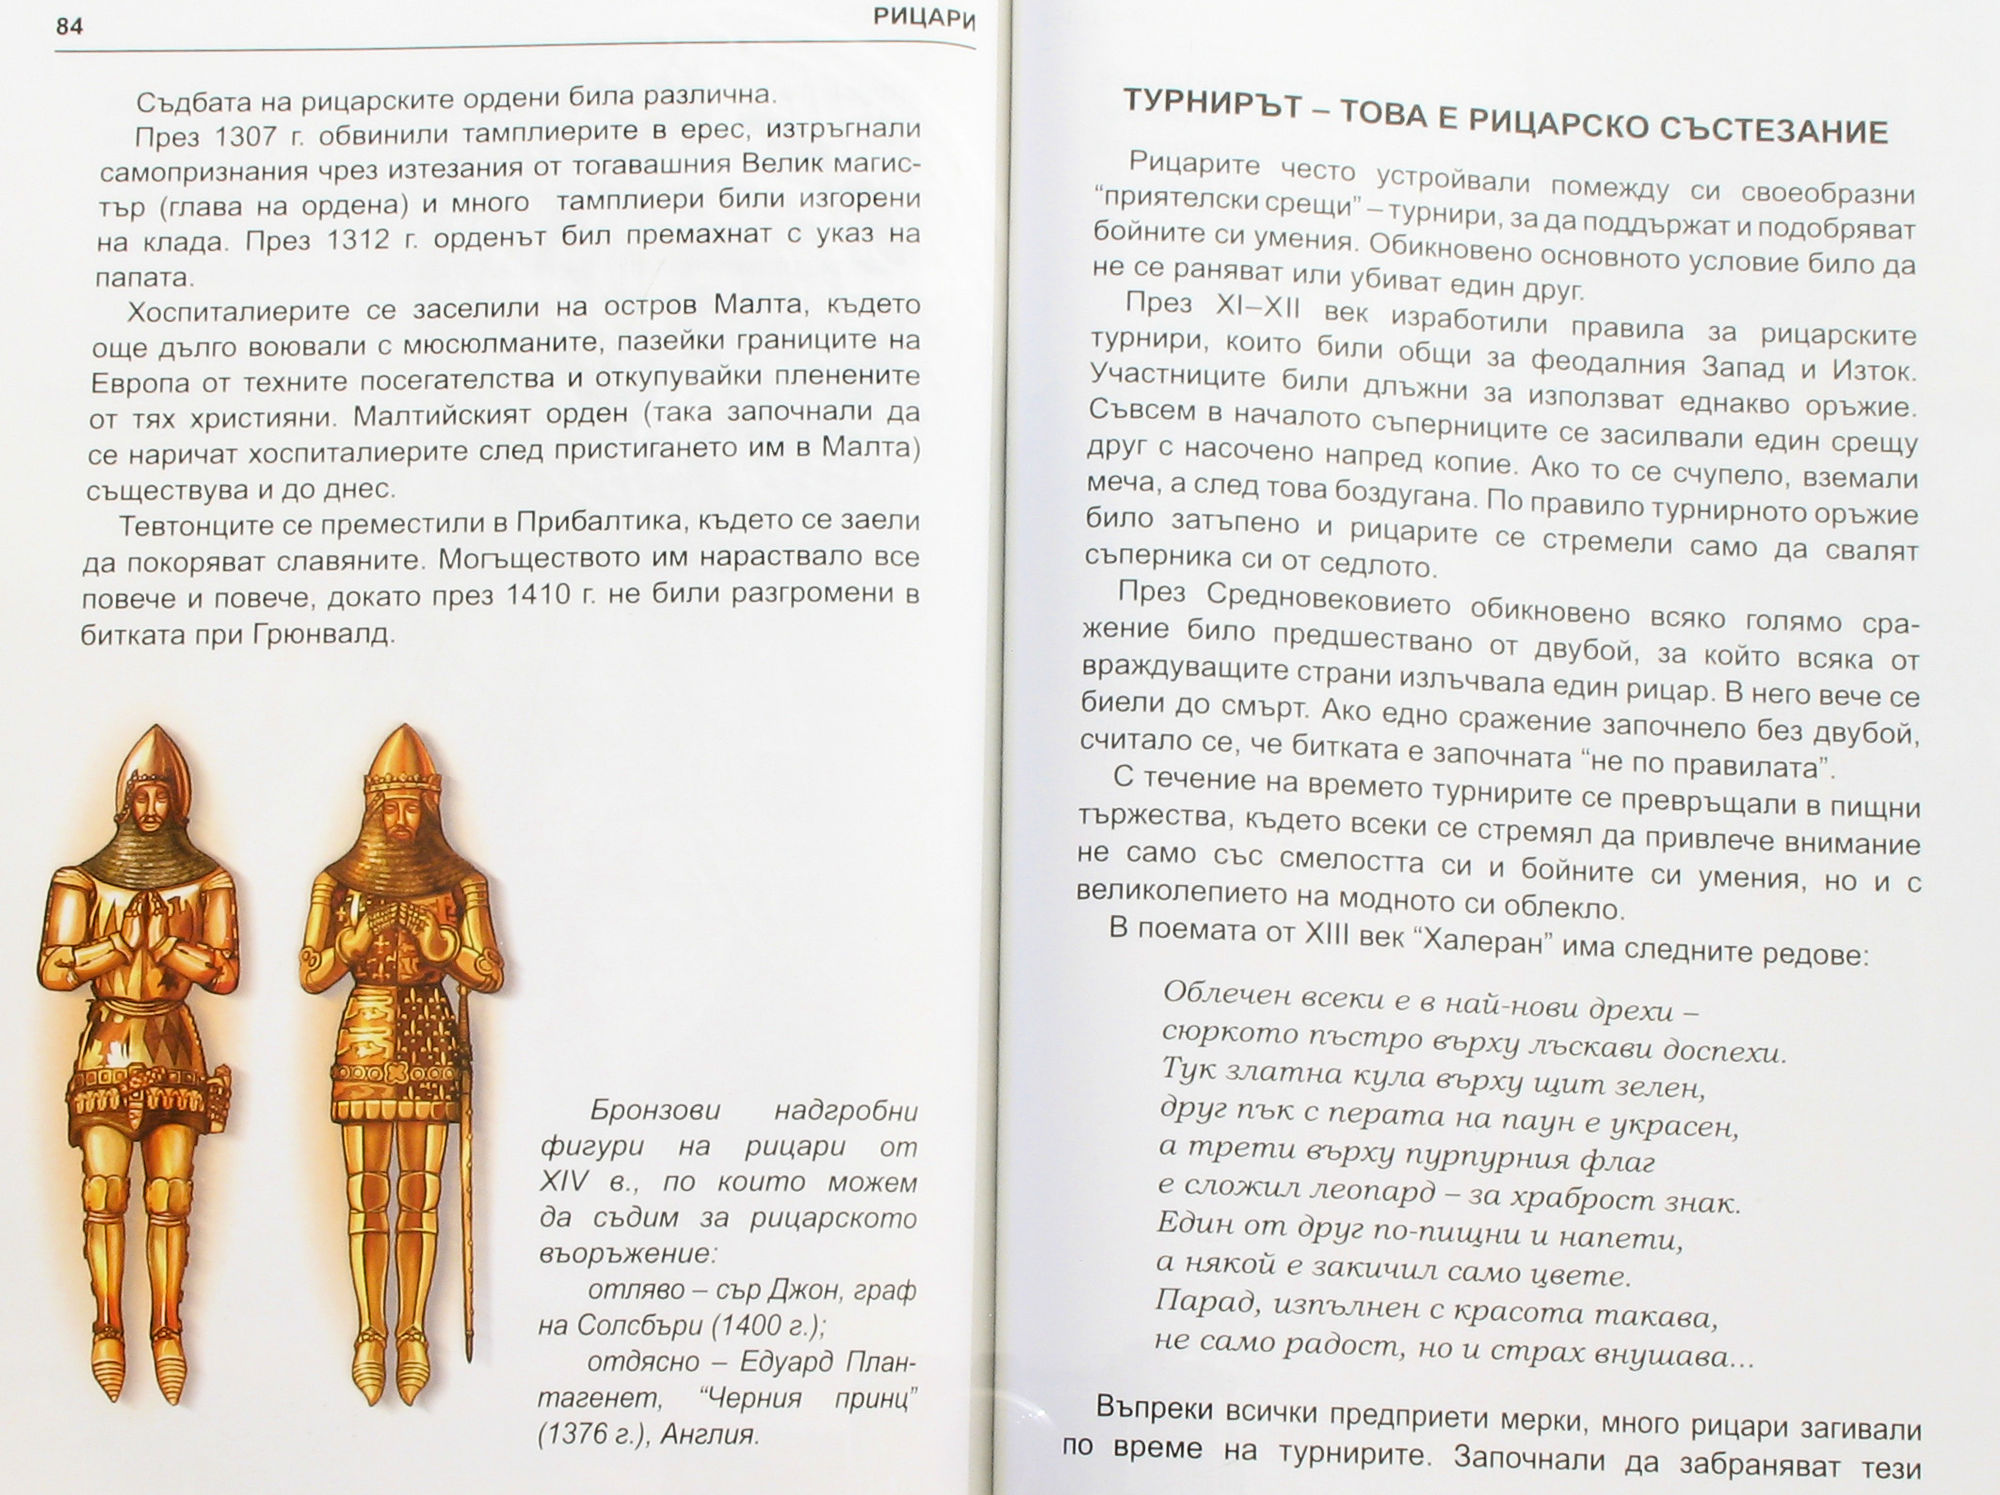 84
РИЦАРИ
Съдбата на рицарските ордени била различна.
През 1307 г. обвинили тамплиерите в ерес, изтръгнали
самопризнания чрез изтезания от тогавашния Велик магис-
тър (глава на ордена) и много тамплиери били изгорени
на клада. През 1312 г. орденът бил премахнат с указ на
папата.
Хоспиталиерите се заселили на остров Малта, където
още дълго воювали с мюсюлманите, пазейки границите на
Европа от техните посегателства и откупувайки пленените
от тях християни. Малтийският орден (така започнали да
се наричат хоспиталиерите след пристигането им в Малта)
съществува и до днес.
Тевтонците се преместили в Прибалтика, където се заели
да покоряват славяните. Могъществото им нараствало все
повече и повече, докато през 1410 г. не били разгромени в
битката при Грюнвалд.
Бронзови надгробни
фигури на рицари от
XIV в., по които можем
да съдим за рицарското
въоръжение:
отляво – сър Джон, граф
на Солсбъри (1400 г.);
отдясно – Едуард План-
тагенет, “Черния принц”
(1376 г.), Англия.
ТУРНИРЪТ – ТОВА Е РИЦАРСКО СЪСТЕЗАНИЕ
Рицарите често устройвали помежду си своеобразни
“приятелски срещи” – турнири, за да поддържат и подобряват
бойните си умения. Обикновено основното условие било да
не се раняват или убиват един друг.
През XI–XII век изработили правила за рицарските
турнири, които били общи за феодалния Запад и Изток.
Участниците били длъжни за използват еднакво оръжие.
Съвсем в началото съперниците се засилвали един срещу
друг с насочено напред копие. Ако то се счупело, вземали
меча, а след това боздугана. По правило турнирното оръжие
било затъпено и рицарите се стремели само да свалят
съперника си от седлото.
През Средновековието обикновено всяко голямо сра-
жение било предшествано от двубой, за който всяка от
враждуващите страни излъчвала един рицар. В него вече се
биели до смърт. Ако едно сражение започнело без двубой,
считало се, че битката е започната “не по правилата”.
С течение на времето турнирите се превръщали в пищни
тържества, където всеки се стремял да привлече внимание
не само със смелостта си и бойните си умения, но и с
великолепието на модното си облекло.
В поемата от XIII век “Халеран” има следните редове:
Облечен всеки е в най-нови дрехи –
сюркото пъстро върху лъскави доспехи.
Тук златна кула върху щит зелен,
друг пък с перата на паун е украсен,
а трети върху пурпурния флаг
е сложил леопард – за храброст знак.
Един от друг по-пищни и напети,
а някой е закичил само цвете.
Парад, изпълнен с красота такава,
не само радост, но и страх внушава...
Въпреки всички предприети мерки, много рицари загивали
по време на турнирите. Започнали да забраняват тези